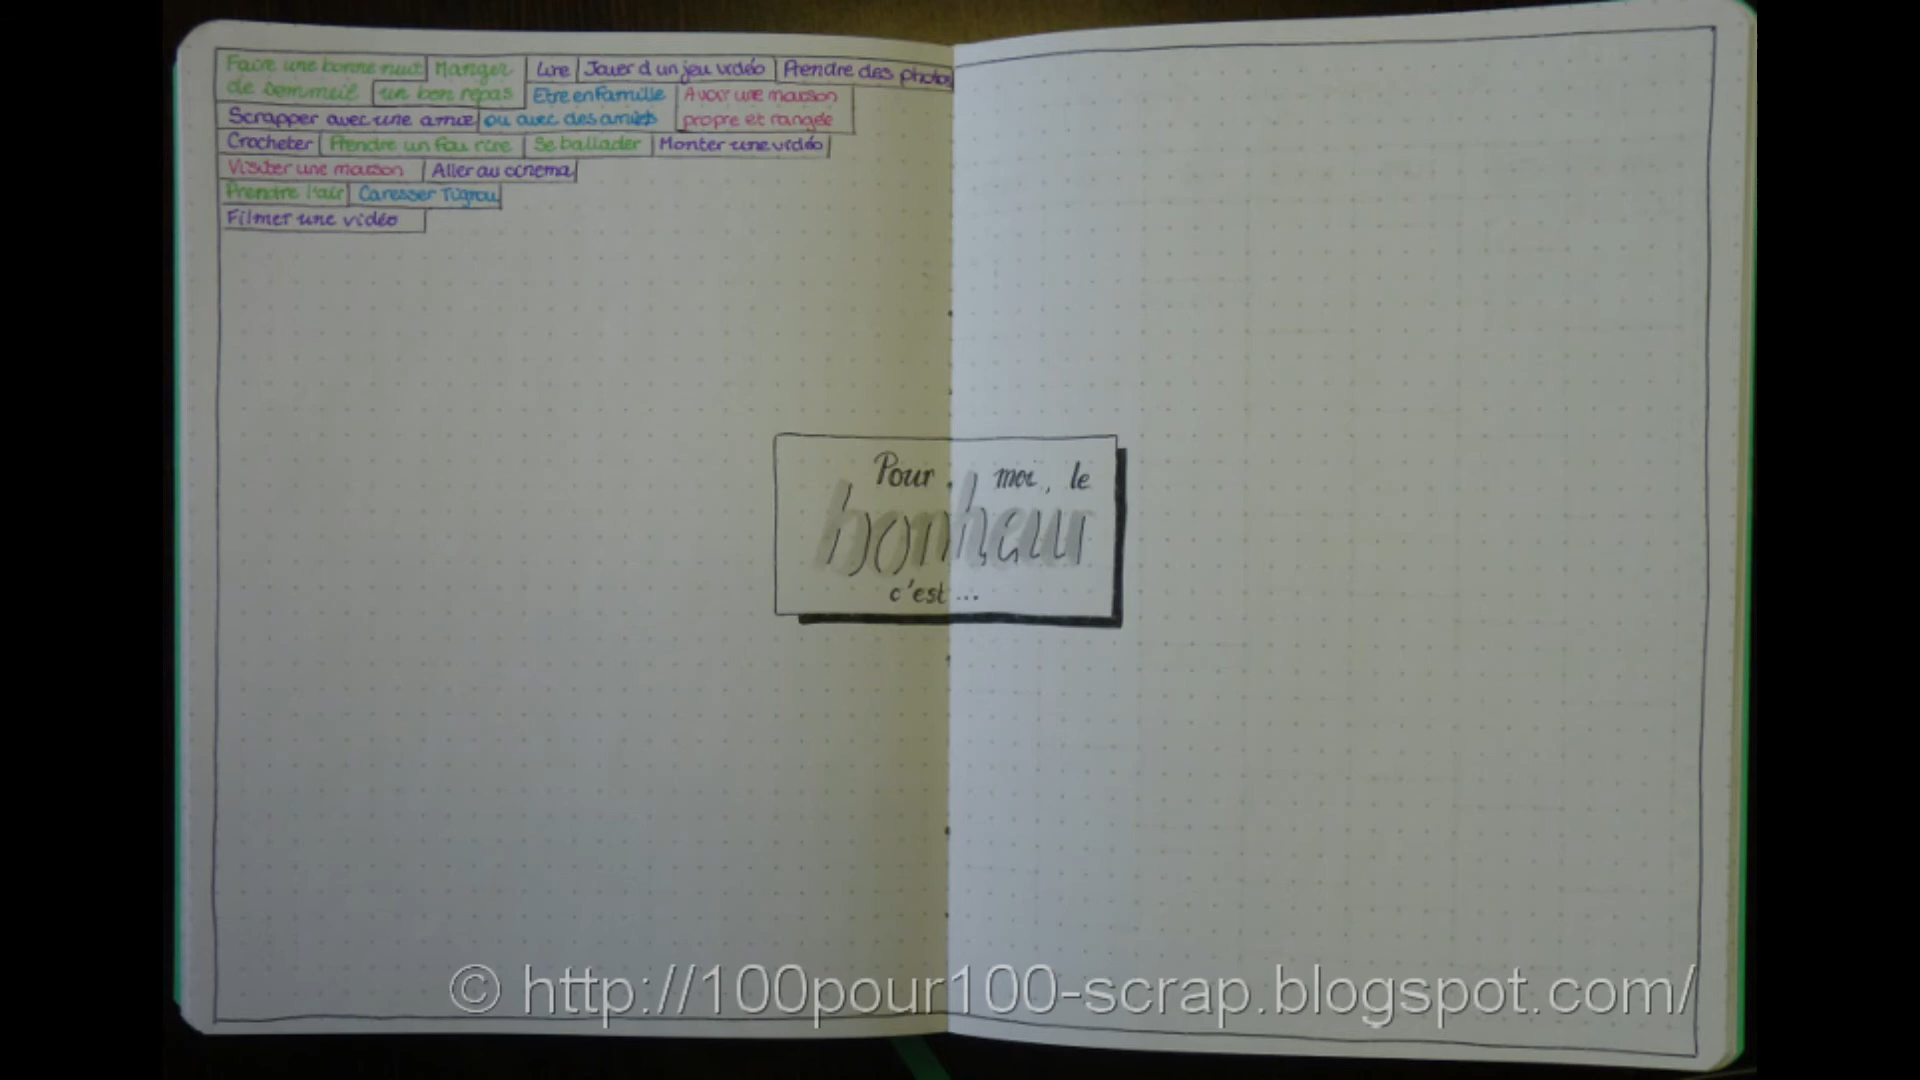 Faire une bonne nuit Manger Lire Jouer à un jeu vidéo Prendre des photos
de sommeil un bon repas Etre en Famille Avoir une maison
Scrapper avec une amie ou avec des amies propre et rangée
Crocheter Prendre un fou rire Se ballader Monter une vidéo
Visiter une maison Aller au cinema
Prendre l'air Caresser Tigrou
Filmer une vidéo
Pour moi, le
bonheur
c'est ...
© http://100pour100-scrap.blogspot.com/